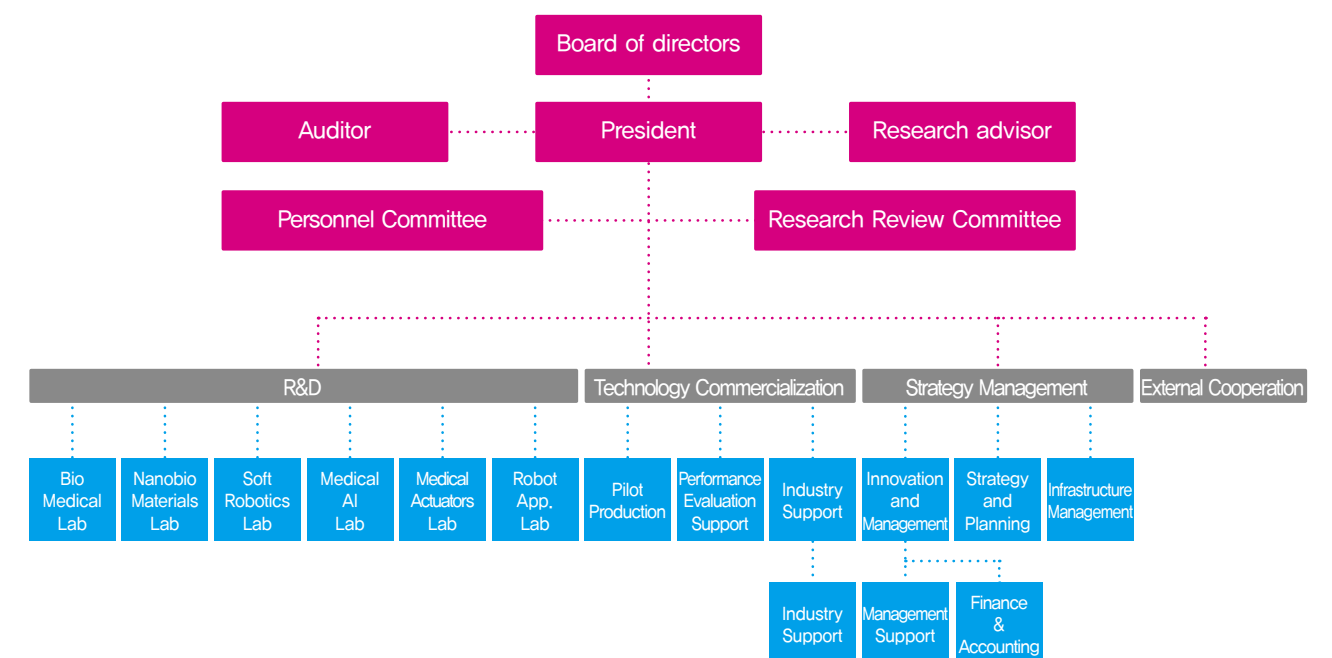 Board of directors
Auditor
President
Research advisor
Personnel Committee
Research Review Committee
R&D
Technology Commercialization
Strategy Management
External Cooperation
Bio
Medical
Lab
Nanobio
Materials
Lab
Soft
Robotics
Lab
Medical
AI
Lab
Medical
Actuators
Lab
Robot
App.
Lab
Pilot
Production
Performance
Evaluation
Support
Industry
Support
Innovation
and
Management
Strategy
and
Planning
Infrastructure
Management
Industry
Support
Management
Support
Finance
&
Accounting